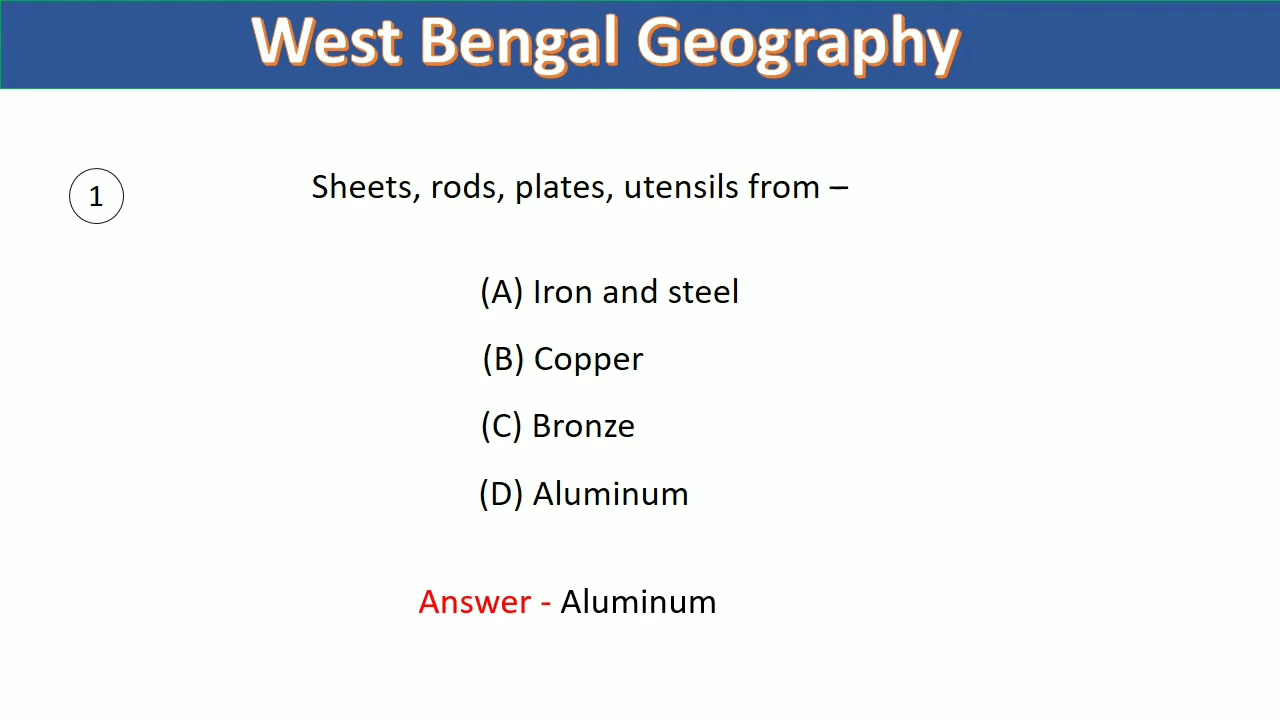 West Bengal Geography
1
Sheets, rods, plates, utensils from –
(A) Iron and steel
(B) Copper
(C) Bronze
(D) Aluminum
Answer - Aluminum